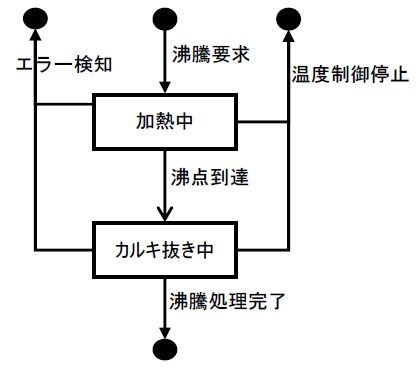 エラー検知
沸騰要求
温度制御停止
加熱中
沸点到達
カルキ抜き中
沸騰処理完了